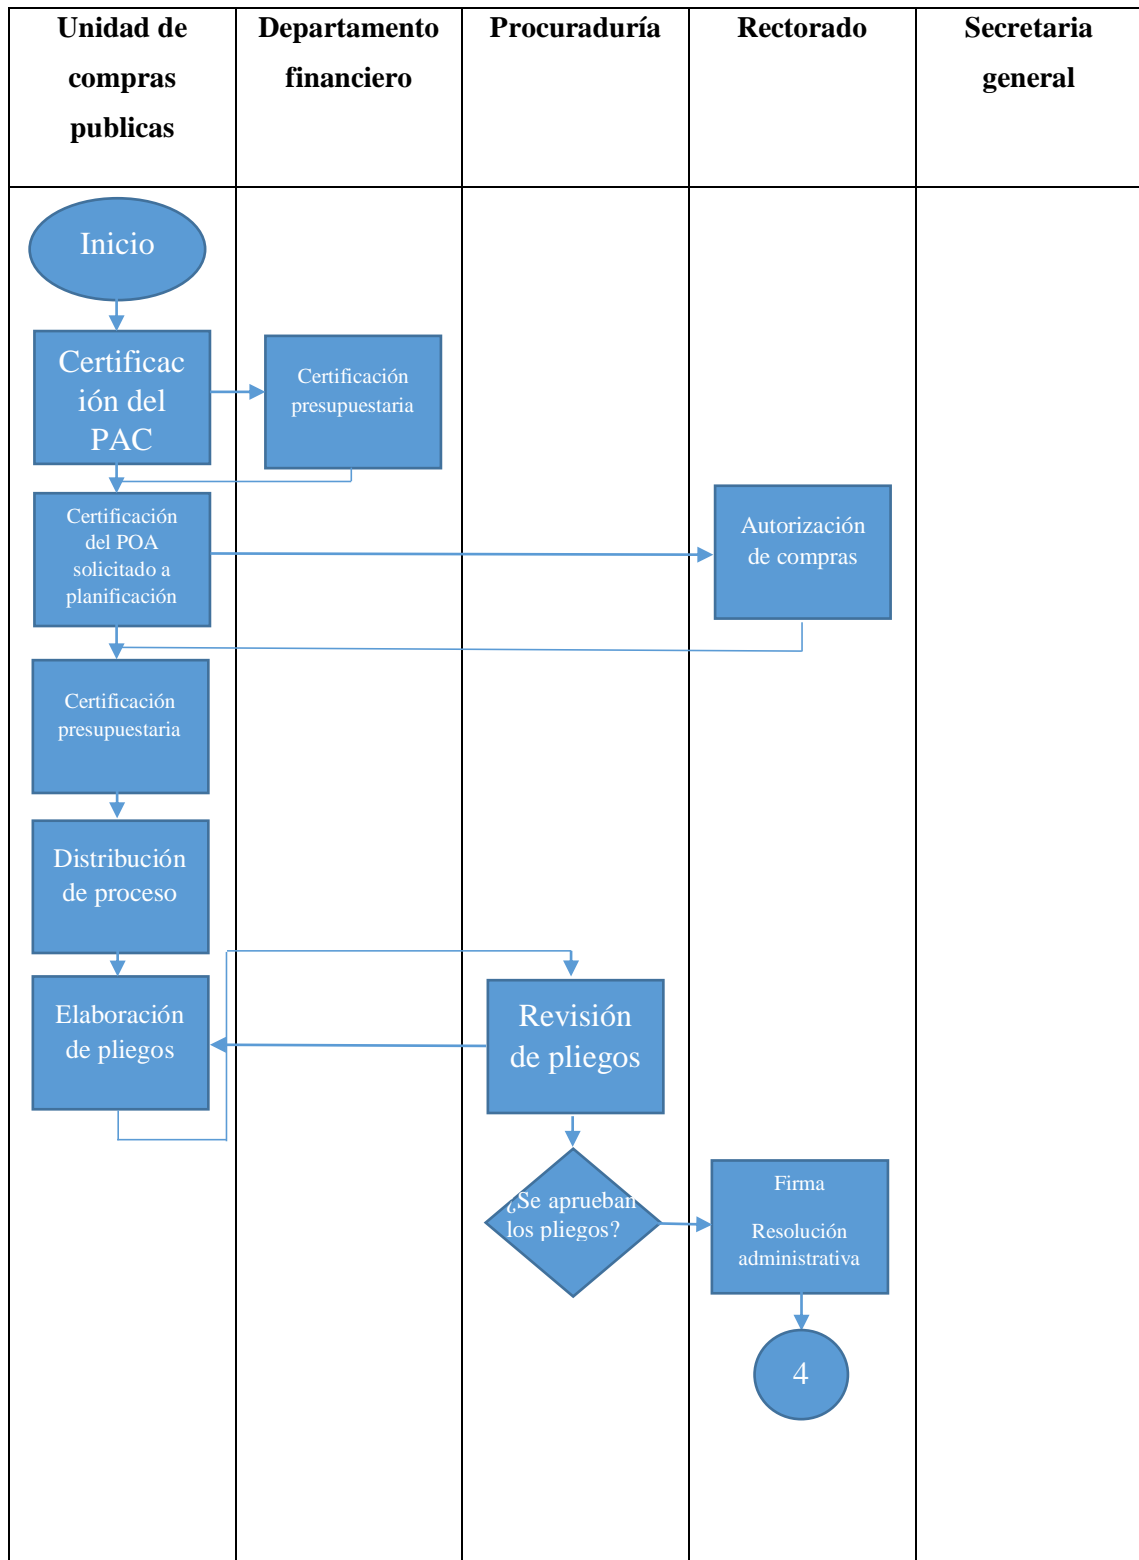 Unidad de
compras
publicas
Departamento
financiero
Procuraduría
Rectorado
Secretaria
general
Inicio
Certificac
ión del
PAC
Certificación
presupuestaria
Certificación
del POA
solicitado a
planificación
Autorización
de compras
Certificación
presupuestaria
Distribución
de proceso
Elaboración
de pliegos
Revisión
de pliegos
¿Se aprueban
los pliegos?
Firma
Resolución
administrativa
4